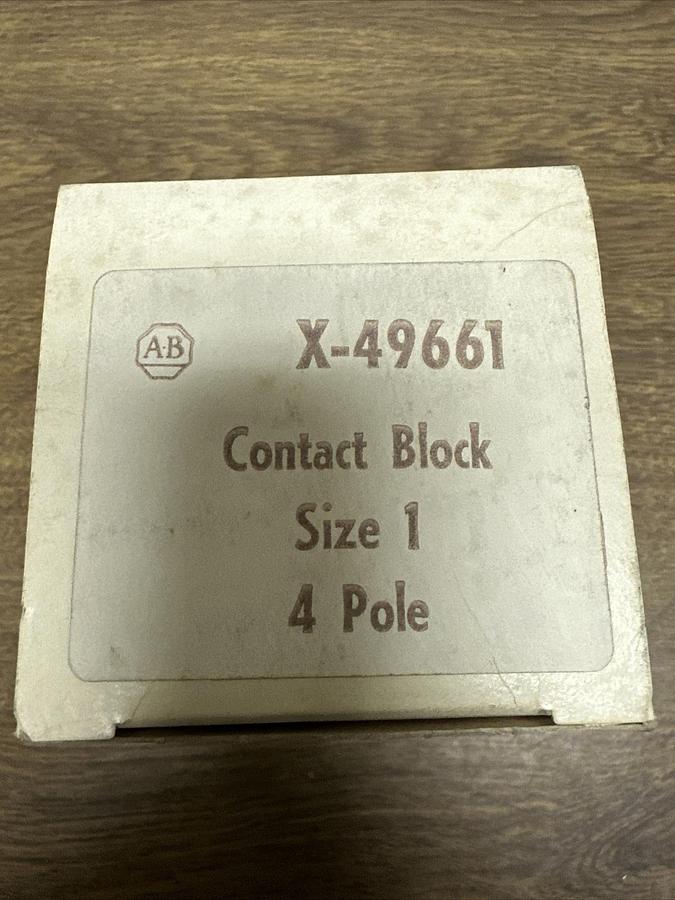 A-B
X-49661
Contact Block
Size 1
4 Pole